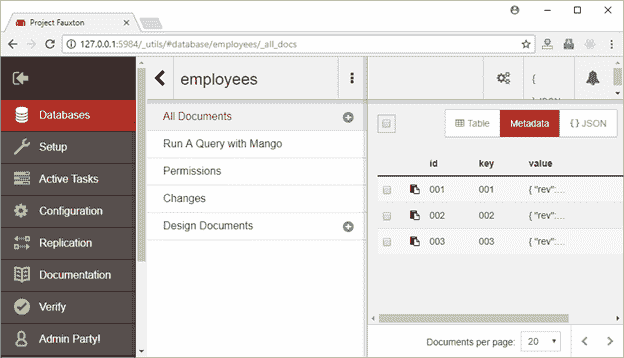 Project Fauxton
127.0.0.1:5984/_utils/#database/employees/_all_docs
employees
{
Databases
Setup
Active Tasks
Configuration
Replication
Documentation
Verify
Admin Party!
All Documents
Run A Query with Mango
Permissions
Changes
Design Documents
Table Metadata {} JSON
id key value
001 001 { "rev":...
002 002 { "rev":...
003 003 { "rev":...
Documents per page: 20